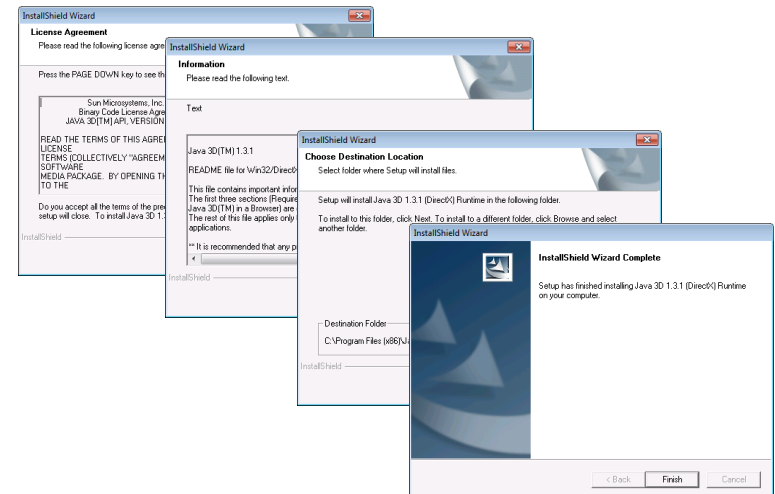 InstallShield Wizard
License Agreement
Please read the following license agre
Press the PAGE DOWN key to see th
Sun Microsystems, Inc.
Binary Code License Agre
JAVA 3D(TM) API, VERSION
READ THE TERMS OF THIS AGREE
LICENSE
TERMS (COLLECTIVELY "AGREEM
SOFTWARE
MEDIA PACKAGE. BY OPENING TH
TO THE
Do you accept all the terms of the pre
setup will close. To install Java 3D 1.3
InstallShield
InstallShield Wizard
Information
Please read the following text.
Text
Java 3D(TM) 1.3.1
README file for Win32/DirectX
This file contains important infor
The first three sections (Require
Java 3D(TM) in a Browser) are
The rest of this file applies only
applications.
** It is recommended that any p
InstallShield
InstallShield Wizard
Choose Destination Location
Select folder where Setup will install files.
Setup will install Java 3D 1.3.1 (DirectX) Runtime in the following folder.
To install to this folder, click Next. To install to a different folder, click Browse and select
another folder.
Destination Folder
C:\Program Files (x86)\Ja
InstallShield
InstallShield Wizard
InstallShield Wizard Complete
Setup has finished installing Java 3D 1.3.1 (DirectX) Runtime
on your computer.
< Back
Finish
Cancel